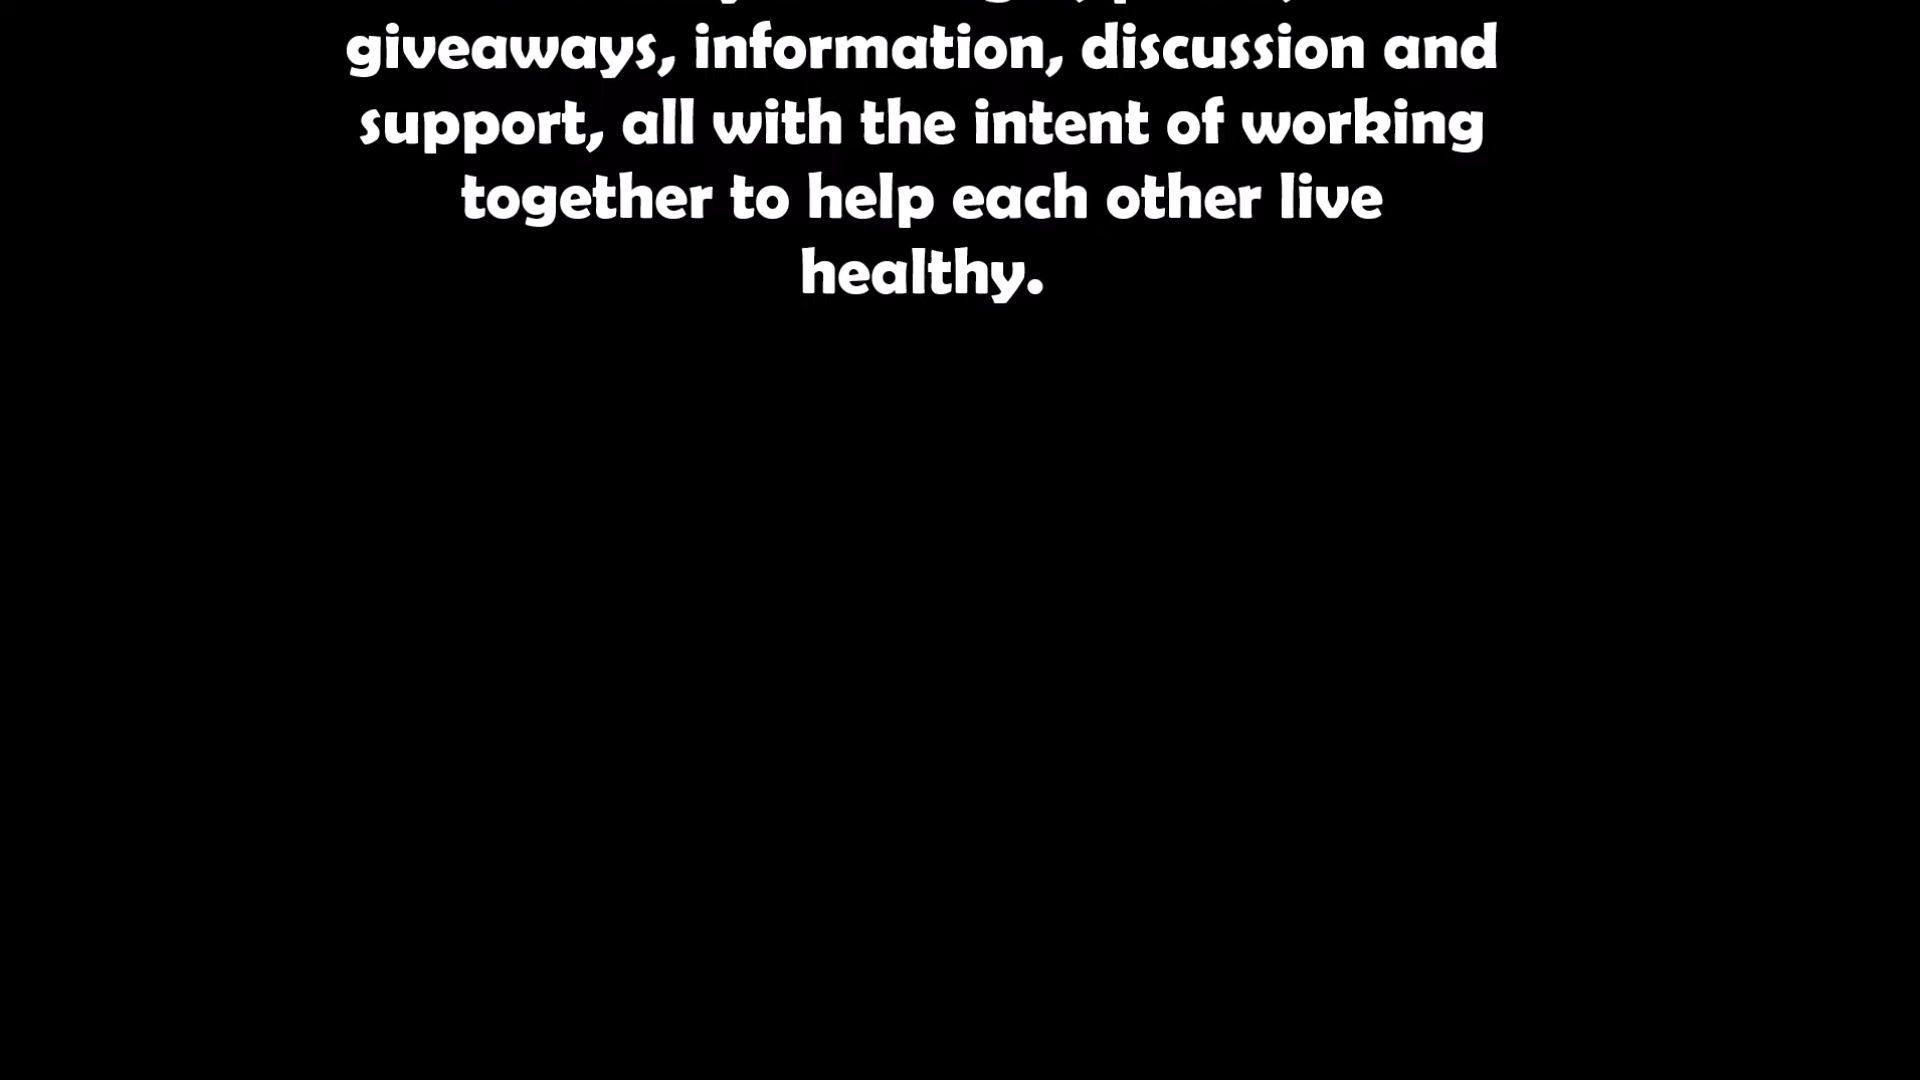 giveaways, information, discussion and
support, all with the intent of working
together to help each other live
healthy.